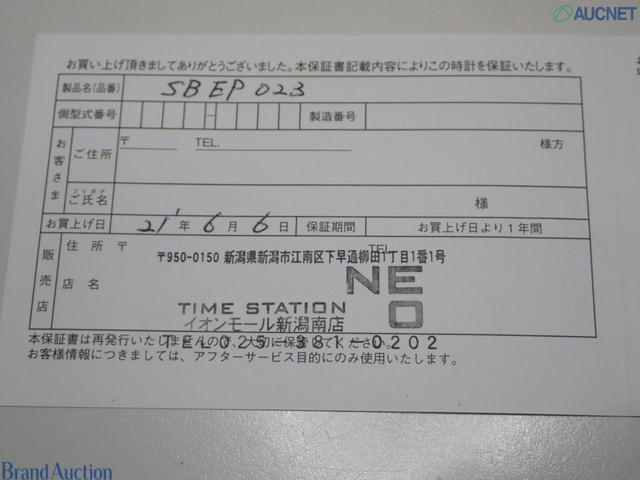 AUCNET
お買い上げ頂きましてありがとうございました。本保証書記載内容によりこの時計を保証いたします。
製品名(品番) SBEP023
側型式番号 製造番号
お客さま
ご住所 〒 TEL. 様方
フリガナ
ご氏名 様
お買上げ日 21' 年 6 月 6 日 保証期間 お買上げ日より1年間
販売店
住所 〒 TEL
〒950-0150 新潟県新潟市江南区下早通柳田1丁目1番1号
店名
NEO
TIME STATION
イオンモール新潟南店
TEL025-381-0202
本保証書は再発行いたしませんので、大切に保管してください。
お客様情報につきましては、アフターサービス目的にのみ使用いたします。
Brand Auction